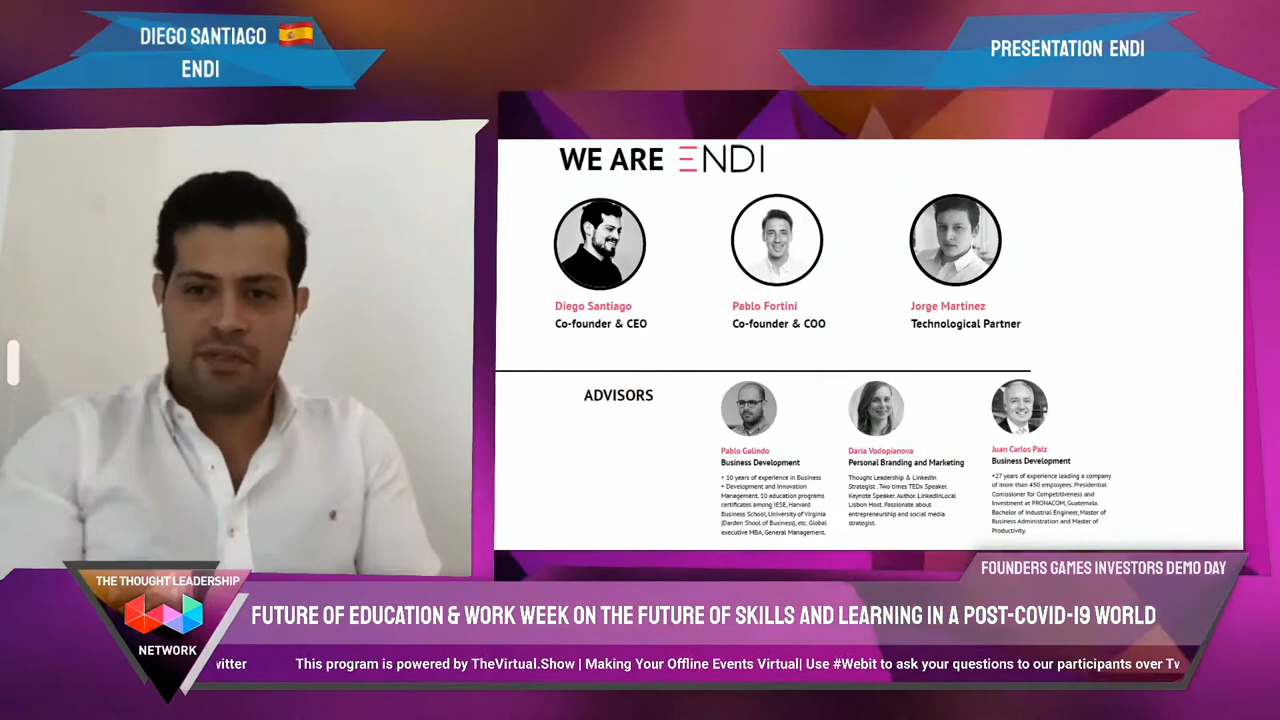 DIEGO SANTIAGO
ENDI
PRESENTATION ENDI
WE ARE ENDI
Diego Santiago
Co-founder & CEO
Pablo Fortini
Co-founder & COO
Jorge Martínez
Technological Partner
ADVISORS
Pablo Galindo
Business Development
+ 10 years of experience in Business
+ Development and Innovation
Management. 10 education programs
certificates among IESE, Harvard
Business School, University of Virginia
(Darden Shool of Business), etc. Global
executive MBA, General Management.
Daria Vodopianova
Personal Branding and Marketing
Thought Leadership & LinkedIn
Strategist . Two times TEDx Speaker.
Keynote Speaker. Author. LinkedinLocal
Lisbon Host. Passionate about
entrepreneurship and social media
strategist.
Juan Carlos Paiz
Business Development
+27 years of experience leading a company
of more than 450 employees. Presidential
Comissioner for Competitiveness and
Investment at PRONACOM, Guatemala.
Bachelor of Industrial Engineer, Master of
Business Administration and Master of
Productivity.
FOUNDERS GAMES INVESTORS DEMO DAY
THE THOUGHT LEADERSHIP
NETWORK
FUTURE OF EDUCATION & WORK WEEK ON THE FUTURE OF SKILLS AND LEARNING IN A POST-COVID-19 WORLD
witter This program is powered by TheVirtual.Show | Making Your Offline Events Virtual| Use #Webit to ask your questions to our participants over Tw